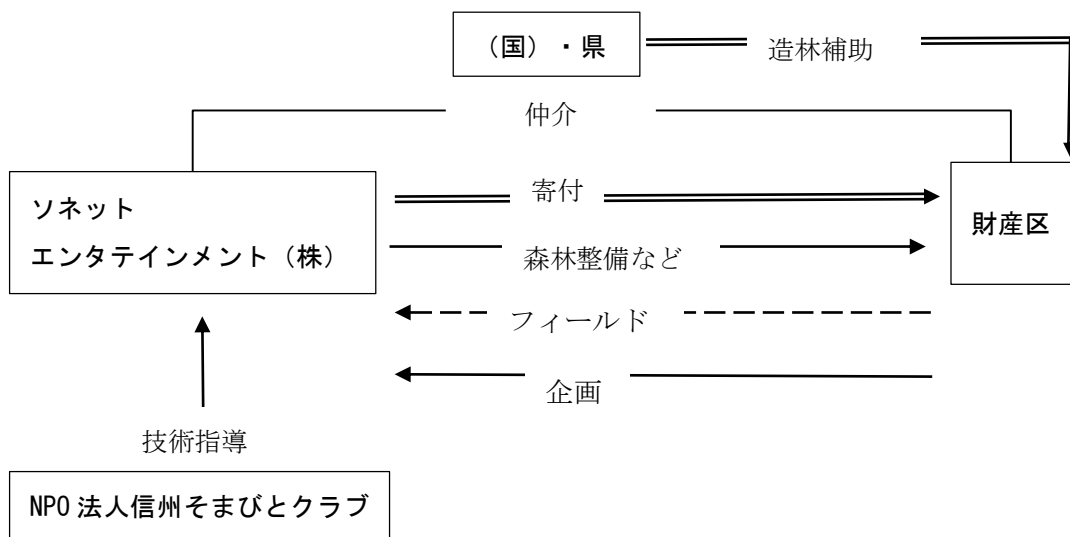 (国)・県
造林補助
仲介
ソネット
エンタテインメント(株)
寄付
財産区
森林整備など
フィールド
企画
技術指導
NPO法人信州そまびとクラブ